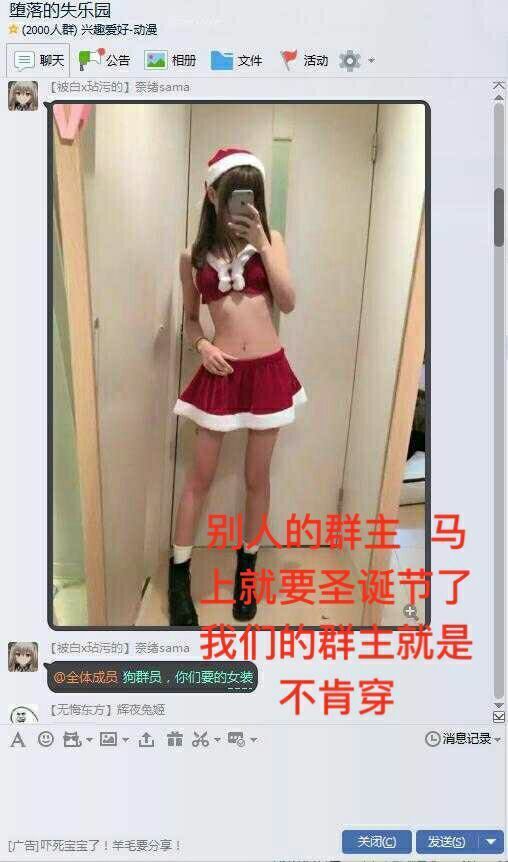 堕落的失乐园
(2000人群) 兴趣爱好-动漫
聊天 公告 相册 文件 活动
【被白x玷污的】奈绪sama
别人的群主 马
上就要圣诞节了
我们的群主就是
不肯穿
【被白x玷污的】奈绪sama
@全体成员 狗群员，你们要的女装
【无悔东方】辉夜兔姬
消息记录
[广告]吓死宝宝了！羊毛要分享！
关闭(C) 发送(S)